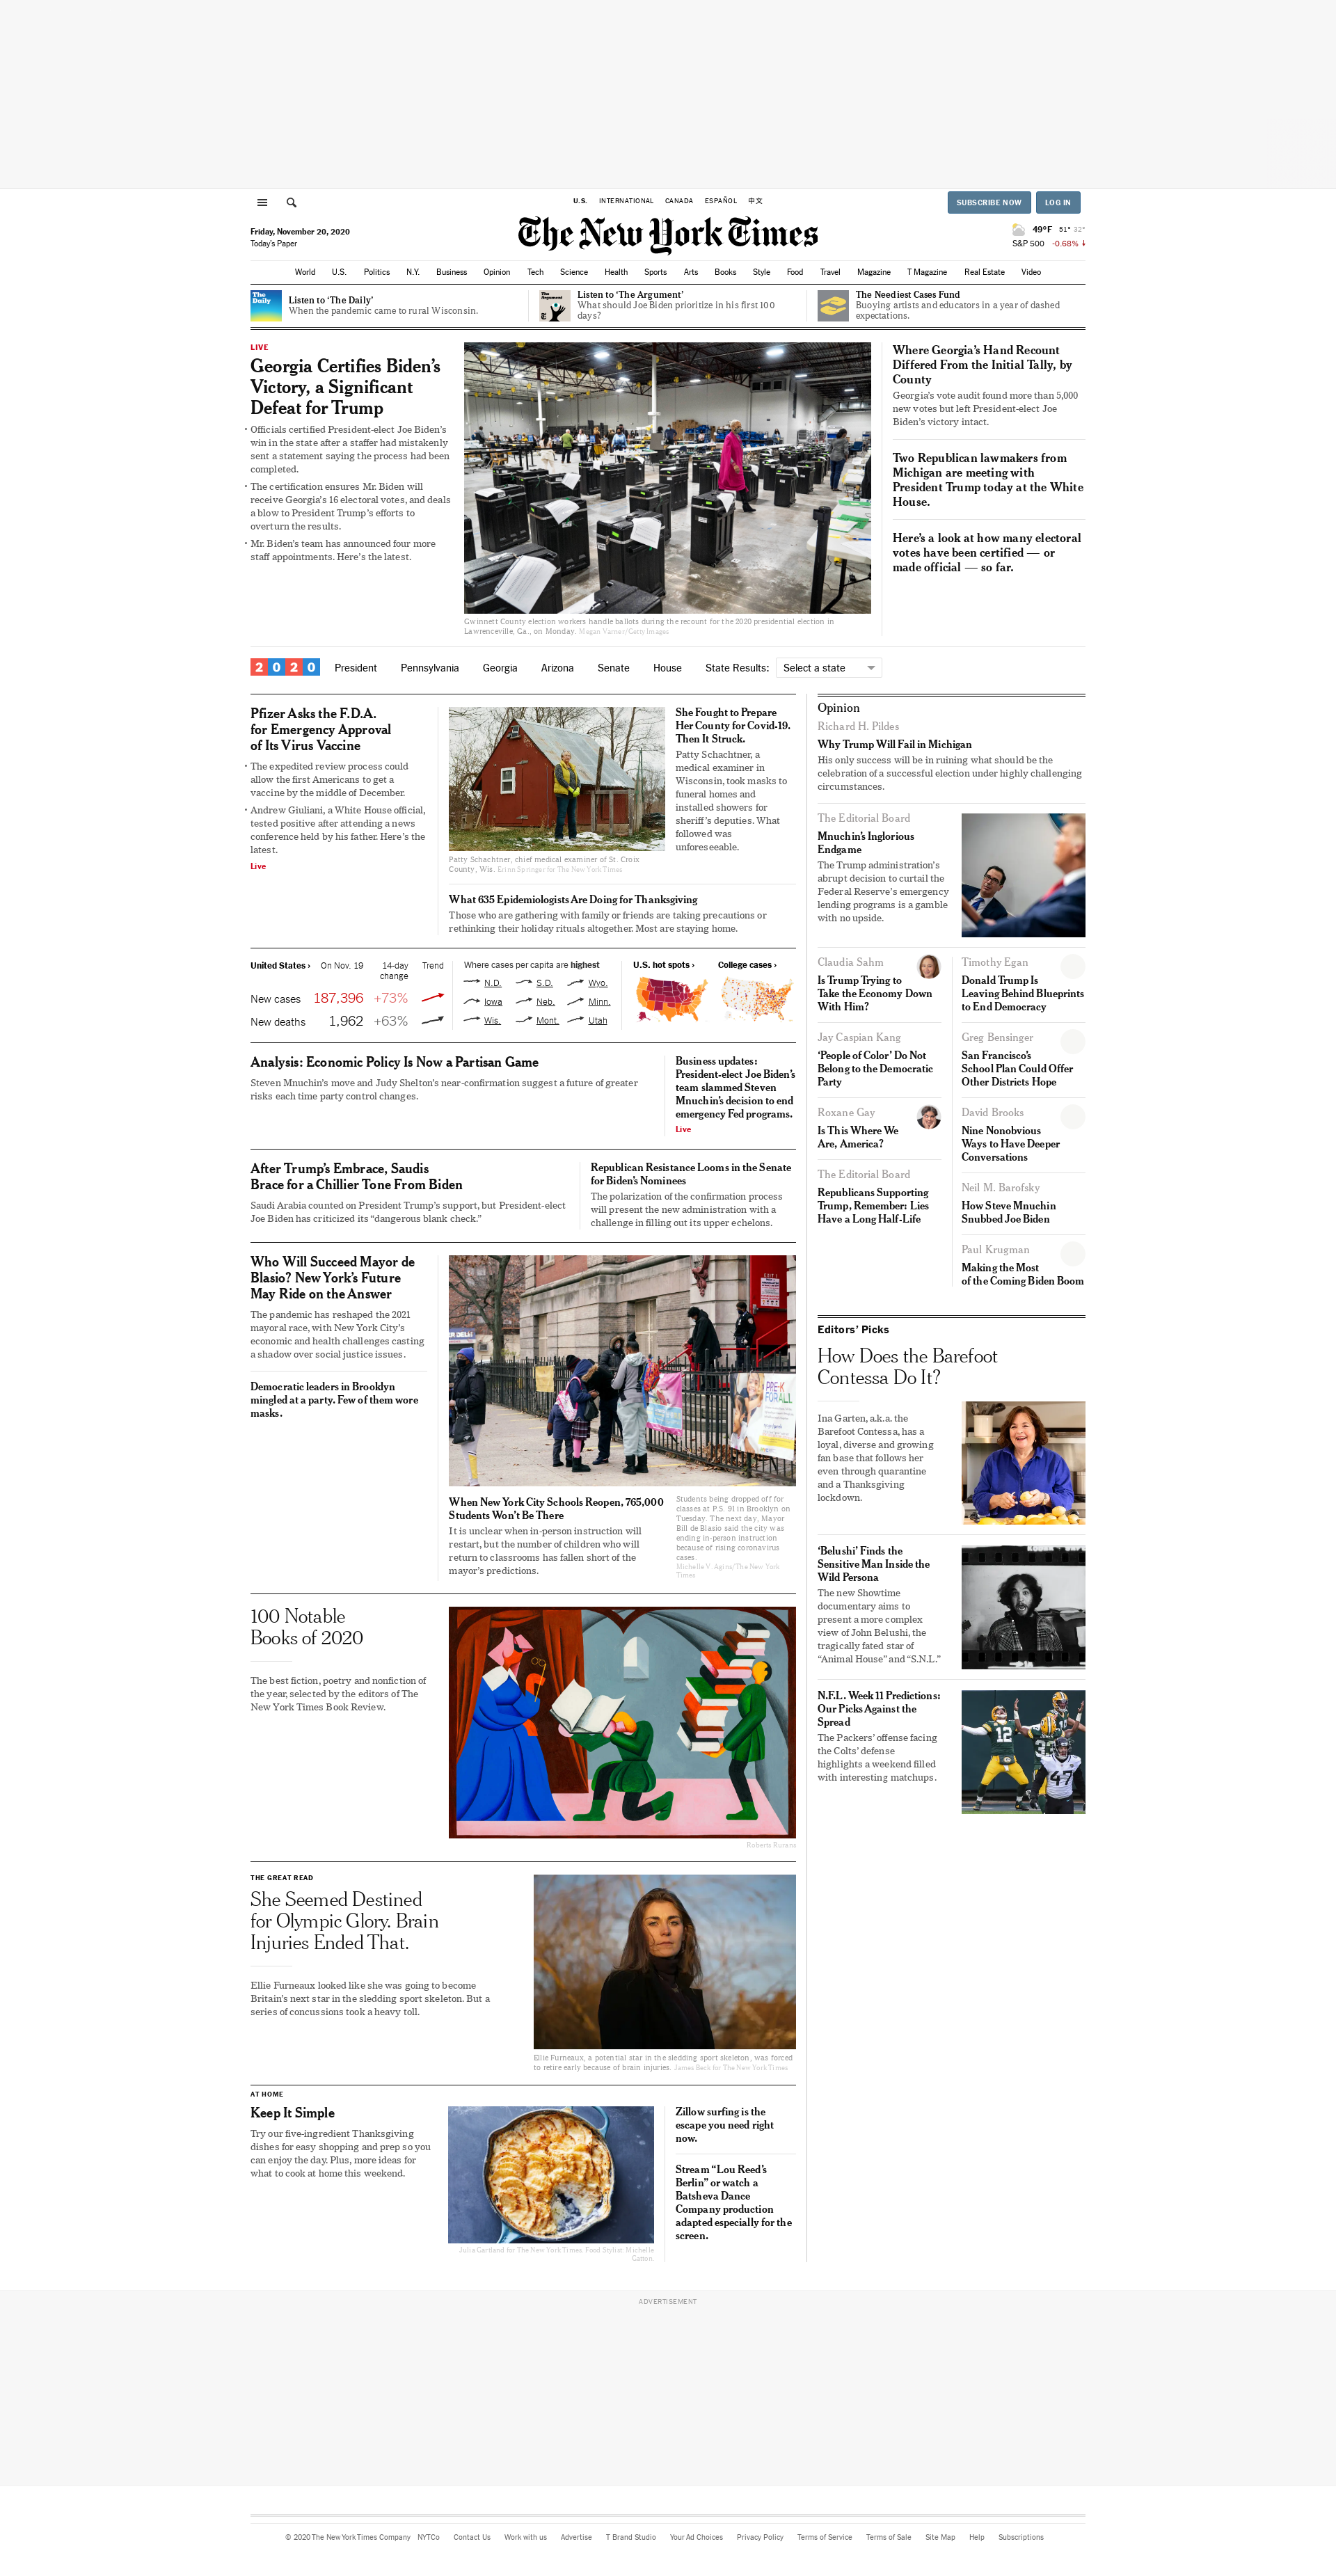 U.S. INTERNATIONAL CANADA ESPAÑOL 中文
SUBSCRIBE NOW LOG IN
Friday, November 20, 2020
Today's Paper
The New York Times
49°F 51° 32°
S&P 500 -0.68%
World U.S. Politics N.Y. Business Opinion Tech Science Health Sports Arts Books Style Food Travel Magazine T Magazine Real Estate Video
The
Daily
Listen to ‘The Daily’
When the pandemic came to rural Wisconsin.
The
Argument
Listen to ‘The Argument’
What should Joe Biden prioritize in his first 100
days?
The Neediest Cases Fund
Buoying artists and educators in a year of dashed
expectations.
LIVE
Georgia Certifies Biden’s
Victory, a Significant
Defeat for Trump
• Officials certified President-elect Joe Biden’s
win in the state after a staffer had mistakenly
sent a statement saying the process had been
completed.
• The certification ensures Mr. Biden will
receive Georgia’s 16 electoral votes, and deals
a blow to President Trump’s efforts to
overturn the results.
• Mr. Biden’s team has announced four more
staff appointments. Here’s the latest.
Gwinnett County election workers handle ballots during the recount for the 2020 presidential election in
Lawrenceville, Ga., on Monday. Megan Varner/Getty Images
Where Georgia’s Hand Recount
Differed From the Initial Tally, by
County
Georgia’s vote audit found more than 5,000
new votes but left President-elect Joe
Biden’s victory intact.
Two Republican lawmakers from
Michigan are meeting with
President Trump today at the White
House.
Here’s a look at how many electoral
votes have been certified — or
made official — so far.
2020 President Pennsylvania Georgia Arizona Senate House State Results: Select a state
Pfizer Asks the F.D.A.
for Emergency Approval
of Its Virus Vaccine
• The expedited review process could
allow the first Americans to get a
vaccine by the middle of December.
• Andrew Giuliani, a White House official,
tested positive after attending a news
conference held by his father. Here’s the
latest.
Live
Patty Schachtner, chief medical examiner of St. Croix
County, Wis. Erinn Springer for The New York Times
She Fought to Prepare
Her County for Covid-19.
Then It Struck.
Patty Schachtner, a
medical examiner in
Wisconsin, took masks to
funeral homes and
installed showers for
sheriff’s deputies. What
followed was
unforeseeable.
What 635 Epidemiologists Are Doing for Thanksgiving
Those who are gathering with family or friends are taking precautions or
rethinking their holiday rituals altogether. Most are staying home.
United States › On Nov. 19 14-day
change Trend
New cases 187,396 +73%
New deaths 1,962 +63%
Where cases per capita are highest
N.D. S.D. Wyo.
Iowa Neb. Minn.
Wis. Mont. Utah
U.S. hot spots › College cases ›
Analysis: Economic Policy Is Now a Partisan Game
Steven Mnuchin’s move and Judy Shelton’s near-confirmation suggest a future of greater
risks each time party control changes.
Business updates:
President-elect Joe Biden’s
team slammed Steven
Mnuchin’s decision to end
emergency Fed programs.
Live
After Trump’s Embrace, Saudis
Brace for a Chillier Tone From Biden
Saudi Arabia counted on President Trump’s support, but President-elect
Joe Biden has criticized its “dangerous blank check.”
Republican Resistance Looms in the Senate
for Biden’s Nominees
The polarization of the confirmation process
will present the new administration with a
challenge in filling out its upper echelons.
Who Will Succeed Mayor de
Blasio? New York’s Future
May Ride on the Answer
The pandemic has reshaped the 2021
mayoral race, with New York City’s
economic and health challenges casting
a shadow over social justice issues.
Democratic leaders in Brooklyn
mingled at a party. Few of them wore
masks.
PRE-K
FOR ALL
When New York City Schools Reopen, 765,000
Students Won’t Be There
It is unclear when in-person instruction will
restart, but the number of children who will
return to classrooms has fallen short of the
mayor’s predictions.
Students being dropped off for
classes at P.S. 91 in Brooklyn on
Tuesday. The next day, Mayor
Bill de Blasio said the city was
ending in-person instruction
because of rising coronavirus
cases.
Michelle V. Agins/The New York
Times
100 Notable
Books of 2020
The best fiction, poetry and nonfiction of
the year, selected by the editors of The
New York Times Book Review.
Roberts Rurans
THE GREAT READ
She Seemed Destined
for Olympic Glory. Brain
Injuries Ended That.
Ellie Furneaux looked like she was going to become
Britain’s next star in the sledding sport skeleton. But a
series of concussions took a heavy toll.
Ellie Furneaux, a potential star in the sledding sport skeleton, was forced
to retire early because of brain injuries. James Beck for The New York Times
AT HOME
Keep It Simple
Try our five-ingredient Thanksgiving
dishes for easy shopping and prep so you
can enjoy the day. Plus, more ideas for
what to cook at home this weekend.
Julia Gartland for The New York Times. Food Stylist: Michelle
Gatton.
Zillow surfing is the
escape you need right
now.
Stream “Lou Reed’s
Berlin” or watch a
Batsheva Dance
Company production
adapted especially for the
screen.
Opinion
Richard H. Pildes
Why Trump Will Fail in Michigan
His only success will be in ruining what should be the
celebration of a successful election under highly challenging
circumstances.
The Editorial Board
Mnuchin’s Inglorious
Endgame
The Trump administration’s
abrupt decision to curtail the
Federal Reserve’s emergency
lending programs is a gamble
with no upside.
Claudia Sahm
Is Trump Trying to
Take the Economy Down
With Him?
Jay Caspian Kang
‘People of Color’ Do Not
Belong to the Democratic
Party
Roxane Gay
Is This Where We
Are, America?
The Editorial Board
Republicans Supporting
Trump, Remember: Lies
Have a Long Half-Life
Timothy Egan
Donald Trump Is
Leaving Behind Blueprints
to End Democracy
Greg Bensinger
San Francisco’s
School Plan Could Offer
Other Districts Hope
David Brooks
Nine Nonobvious
Ways to Have Deeper
Conversations
Neil M. Barofsky
How Steve Mnuchin
Snubbed Joe Biden
Paul Krugman
Making the Most
of the Coming Biden Boom
Editors’ Picks
How Does the Barefoot
Contessa Do It?
Ina Garten, a.k.a. the
Barefoot Contessa, has a
loyal, diverse and growing
fan base that follows her
even through quarantine
and a Thanksgiving
lockdown.
‘Belushi’ Finds the
Sensitive Man Inside the
Wild Persona
The new Showtime
documentary aims to
present a more complex
view of John Belushi, the
tragically fated star of
“Animal House” and “S.N.L.”
N.F.L. Week 11 Predictions:
Our Picks Against the
Spread
The Packers’ offense facing
the Colts’ defense
highlights a weekend filled
with interesting matchups.
12
47
ADVERTISEMENT
© 2020 The New York Times Company NYTCo Contact Us Work with us Advertise T Brand Studio Your Ad Choices Privacy Policy Terms of Service Terms of Sale Site Map Help Subscriptions